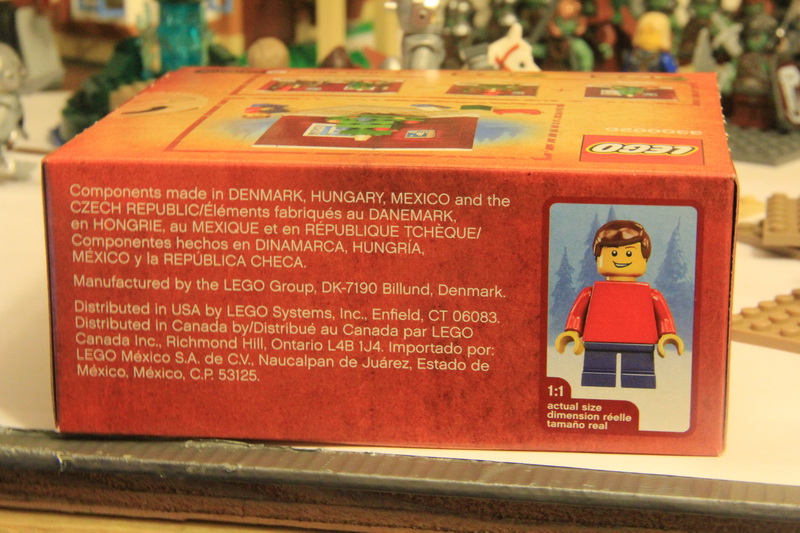 LEGO
3300020
Components made in DENMARK, HUNGARY, MEXICO and the
CZECH REPUBLIC/Éléments fabriqués au DANEMARK,
en HONGRIE, au MEXIQUE et en RÉPUBLIQUE TCHÈQUE/
Componentes hechos en DINAMARCA, HUNGRÍA,
MÉXICO y la REPÚBLICA CHECA.
Manufactured by the LEGO Group, DK-7190 Billund, Denmark.
Distributed in USA by LEGO Systems, Inc., Enfield, CT 06083.
Distributed in Canada by/Distribué au Canada par LEGO
Canada Inc., Richmond Hill, Ontario L4B 1J4. Importado por:
LEGO México S.A. de C.V., Naucalpan de Juárez, Estado de
México, México, C.P. 53125.
1:1
actual size
dimension réelle
tamaño real